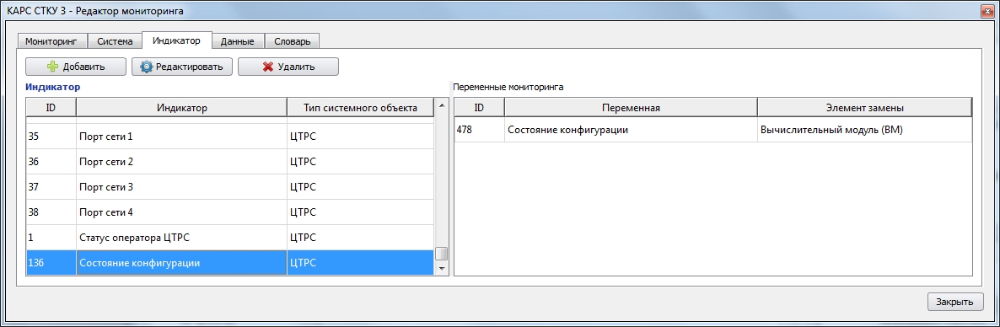 КАРС СТКУ 3 - Редактор мониторинга
Мониторинг Система Индикатор Данные Словарь
Добавить Редактировать Удалить
Индикатор
ID Индикатор Тип системного объекта
35 Порт сети 1 ЦТРС
36 Порт сети 2 ЦТРС
37 Порт сети 3 ЦТРС
38 Порт сети 4 ЦТРС
1 Статус оператора ЦТРС ЦТРС
136 Состояние конфигурации ЦТРС
Переменные мониторинга
ID Переменная Элемент замены
478 Состояние конфигурации Вычислительный модуль (ВМ)
Закрыть